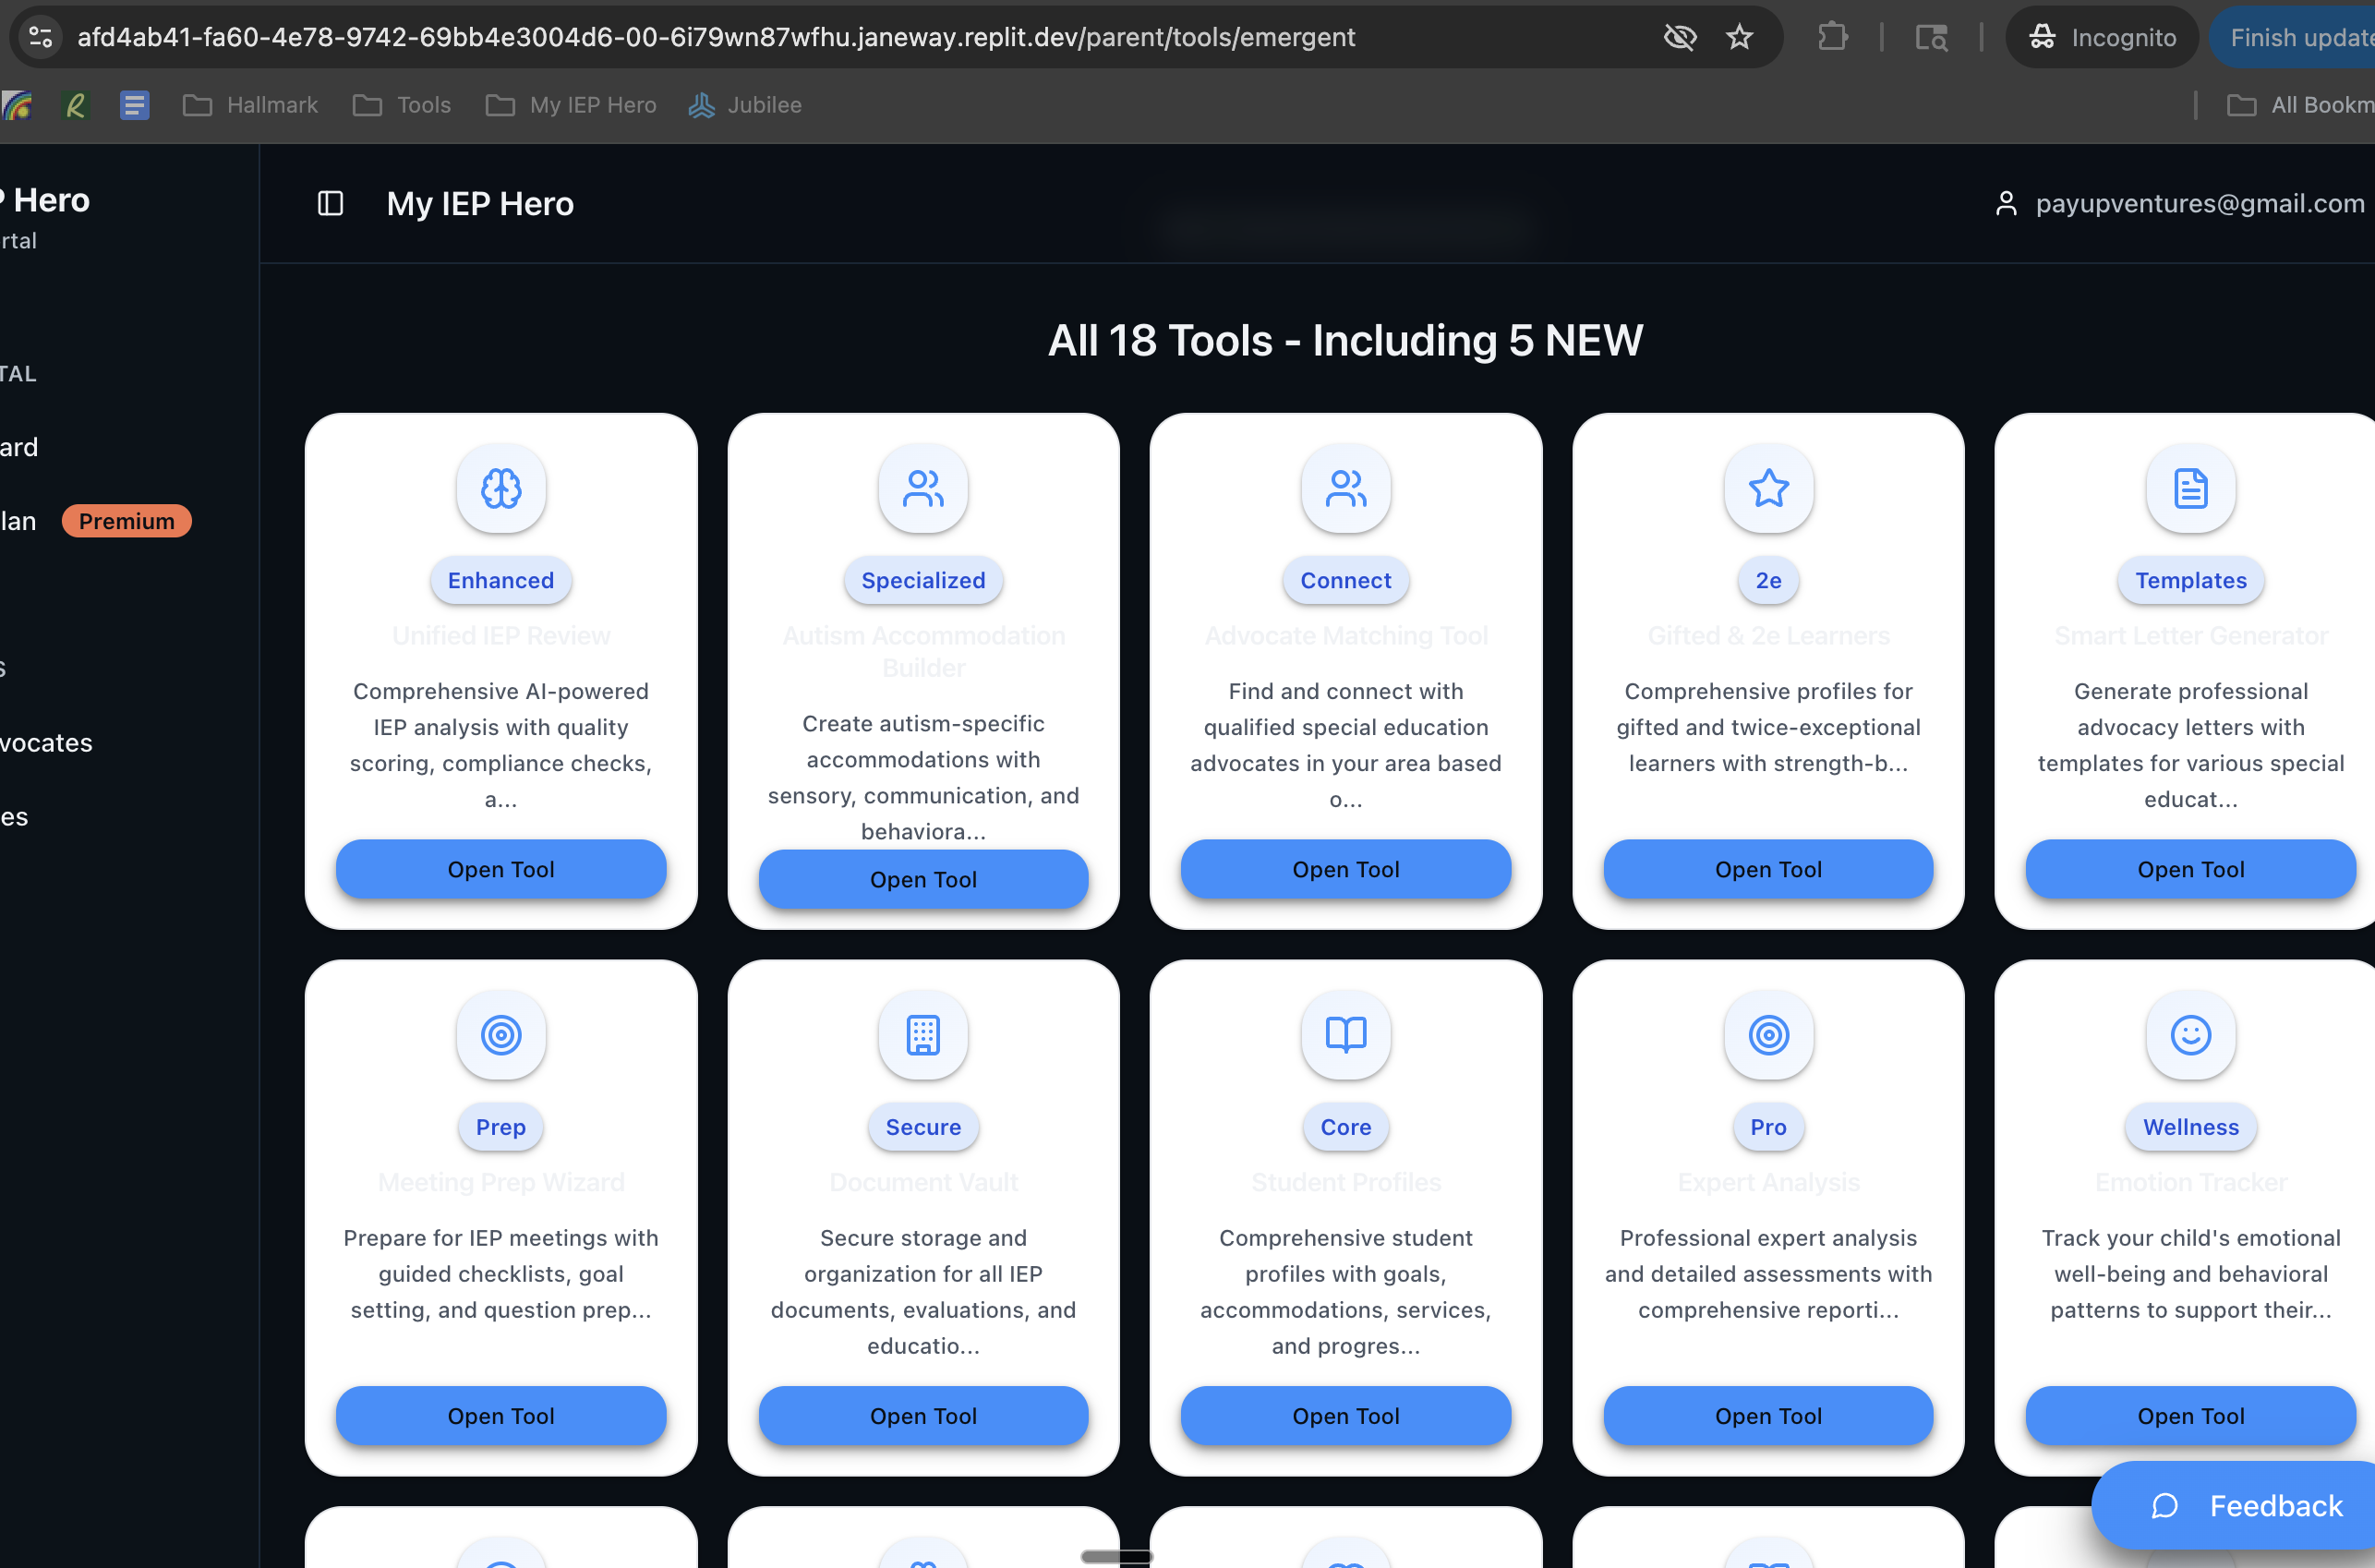 afd4ab41-fa60-4e78-9742-69bb4e3004d6-00-6i79wn87wfhu.janeway.replit.dev/parent/tools/emergent
Incognito
Finish update
Hallmark
Tools
My IEP Hero
Jubilee
All Bookm
P Hero
rtal
My IEP Hero
payupventures@gmail.com
TAL
ard
lan
Premium
S
vocates
es
All 18 Tools - Including 5 NEW
Enhanced
Unified IEP Review
Comprehensive AI-powered
IEP analysis with quality
scoring, compliance checks,
a...
Open Tool
Specialized
Autism Accommodation
Builder
Create autism-specific
accommodations with
sensory, communication, and
behaviora...
Open Tool
Connect
Advocate Matching Tool
Find and connect with
qualified special education
advocates in your area based
o...
Open Tool
2e
Gifted & 2e Learners
Comprehensive profiles for
gifted and twice-exceptional
learners with strength-b...
Open Tool
Templates
Smart Letter Generator
Generate professional
advocacy letters with
templates for various special
educat...
Open Tool
Prep
Meeting Prep Wizard
Prepare for IEP meetings with
guided checklists, goal
setting, and question prep...
Open Tool
Secure
Document Vault
Secure storage and
organization for all IEP
documents, evaluations, and
educatio...
Open Tool
Core
Student Profiles
Comprehensive student
profiles with goals,
accommodations, services,
and progres...
Open Tool
Pro
Expert Analysis
Professional expert analysis
and detailed assessments with
comprehensive reporti...
Open Tool
Wellness
Emotion Tracker
Track your child's emotional
well-being and behavioral
patterns to support their...
Open Tool
Feedback